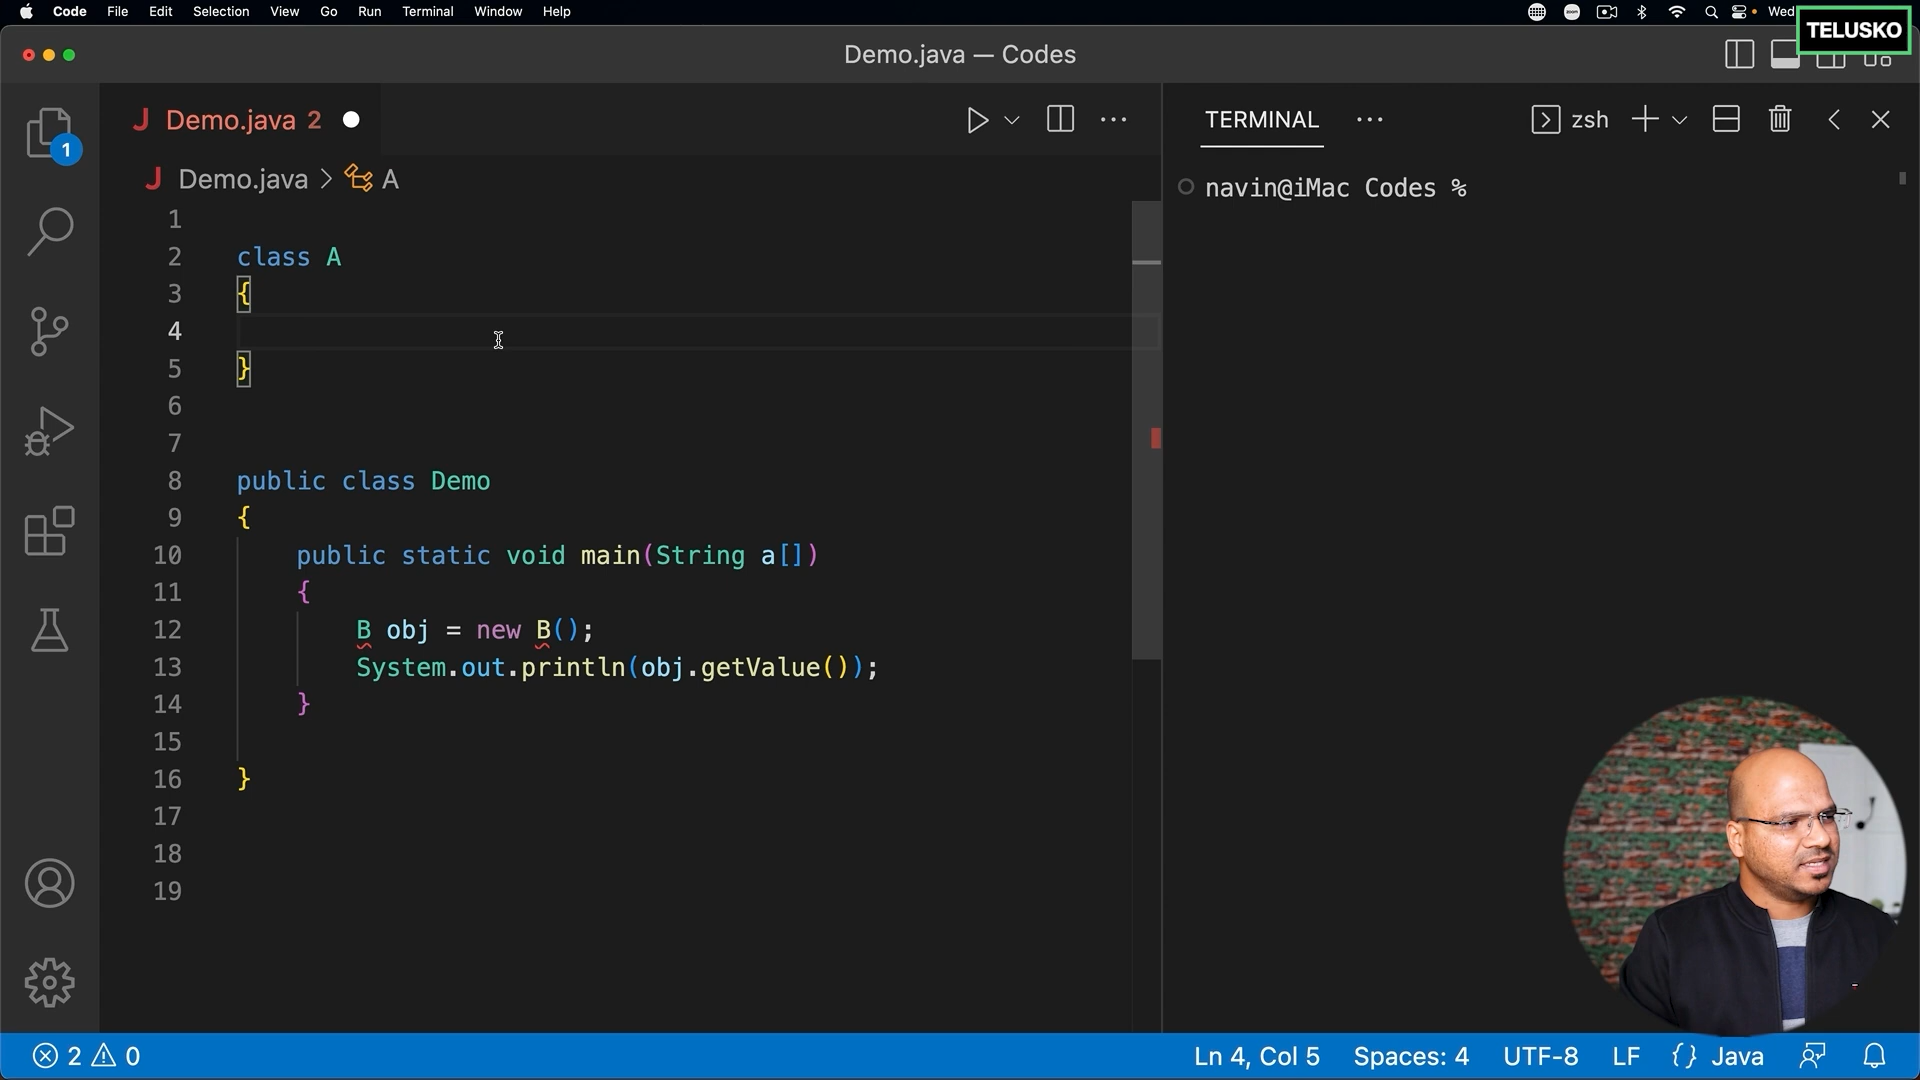 Code File Edit Selection View Go Run Terminal Window Help
zoom Wed
TELUSKO
Demo.java — Codes
Demo.java 2
TERMINAL
zsh
1
Demo.java > A
navin@iMac Codes %
1
2 class A
3 {
4
5 }
6
7
8 public class Demo
9 {
10 public static void main(String a[])
11 {
12 B obj = new B();
13 System.out.println(obj.getValue());
14 }
15
16 }
17
18
19
2 0
Ln 4, Col 5 Spaces: 4 UTF-8 LF {} Java